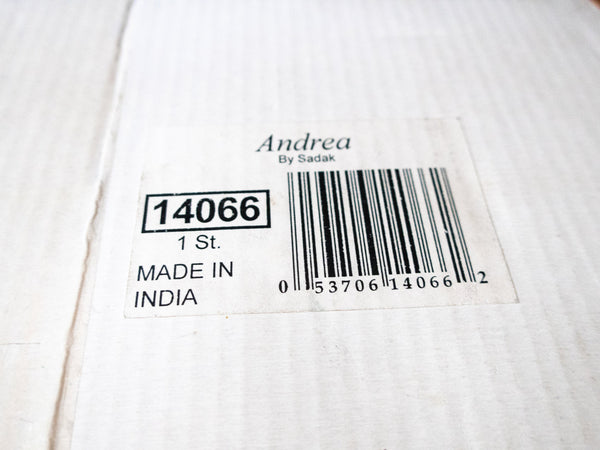 Andrea
By Sadak
14066
1 St.
MADE IN
INDIA
0 53706 14066 2